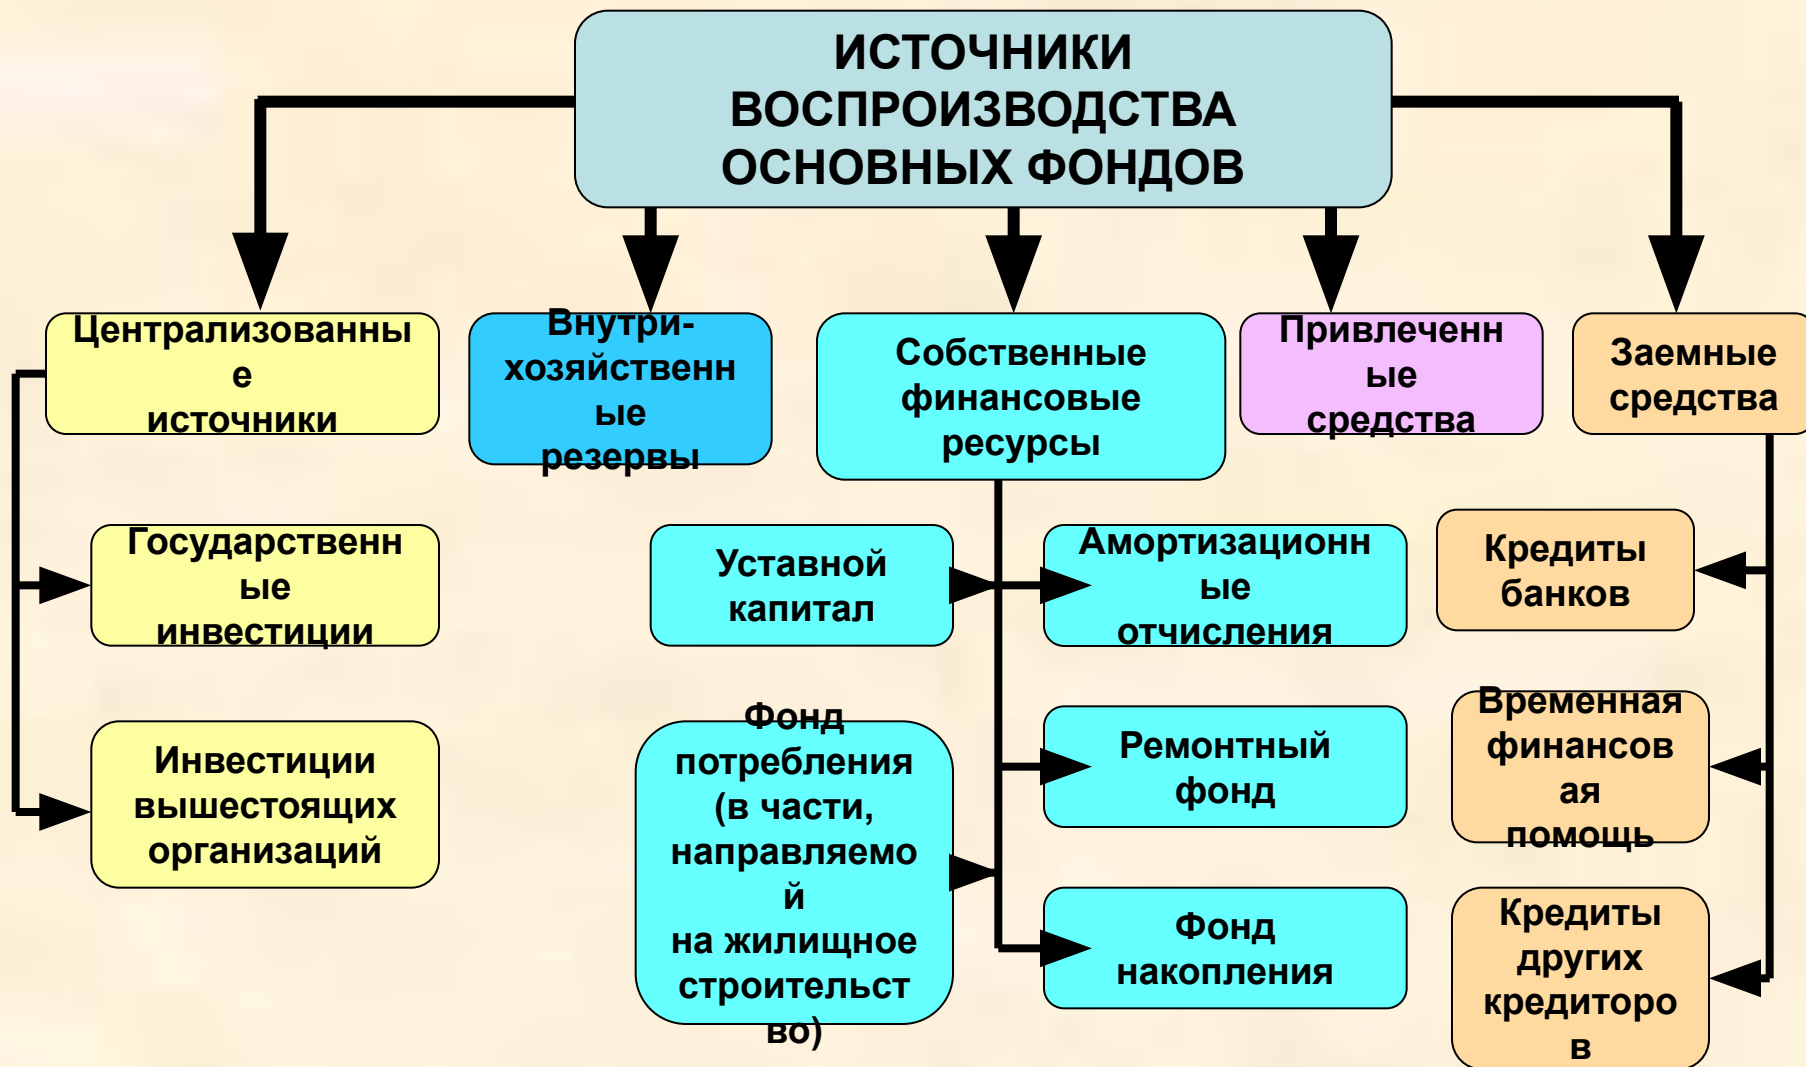 ИСТОЧНИКИ
ВОСПРОИЗВОДСТВА
ОСНОВНЫХ ФОНДОВ
Централизованны
е
источники
Внутри-
хозяйственн
ые
резервы
Собственные
финансовые
ресурсы
Привлеченн
ые
средства
Заемные
средства
Государственн
ые
инвестиции
Инвестиции
вышестоящих
организаций
Уставной
капитал
Фонд
потребления
(в части,
направляемо
й
на жилищное
строительст
во)
Амортизационн
ые
отчисления
Ремонтный
фонд
Фонд
накопления
Кредиты
банков
Временная
финансов
ая
помощь
Кредиты
других
кредиторо
в